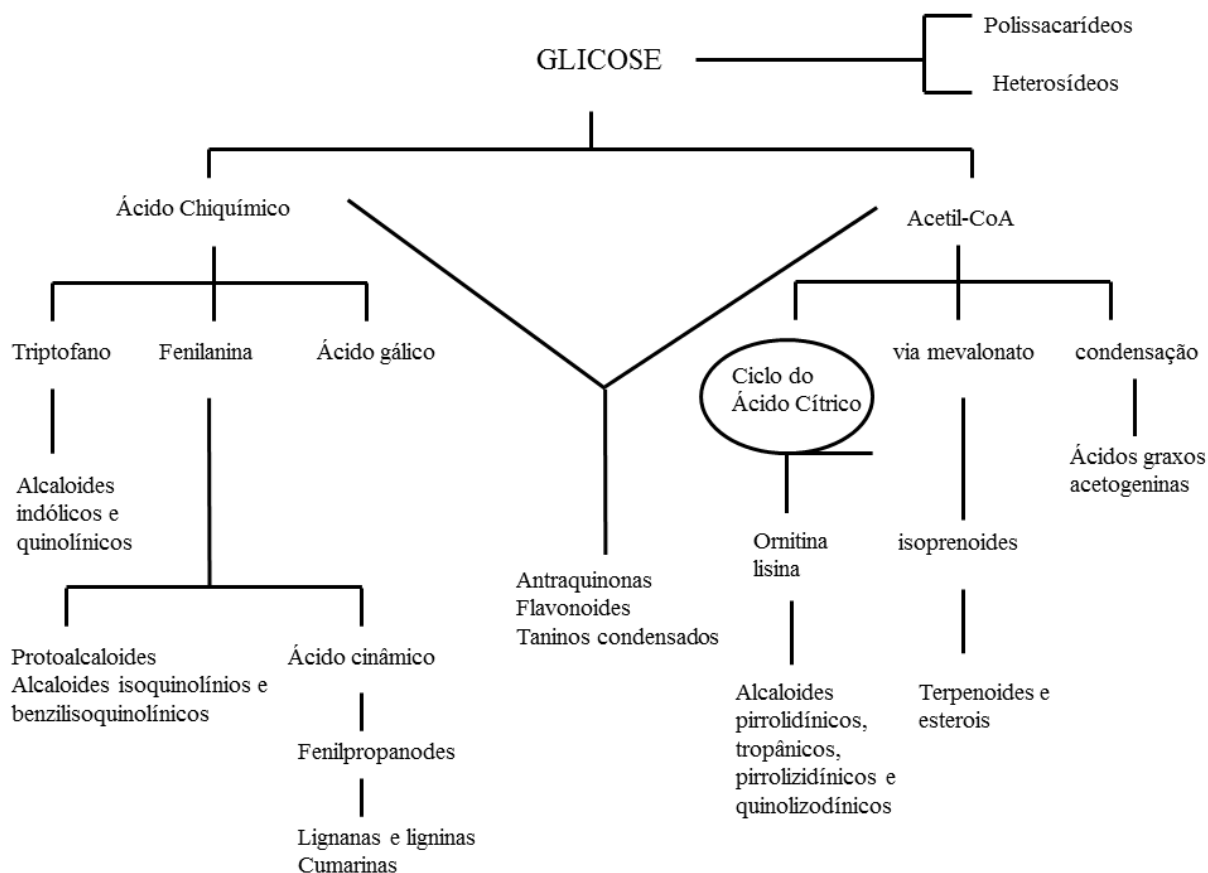 GLICOSE
Polissacarídeos
Heterosídeos
Ácido Chiquímico
Acetil-CoA
Triptofano
Fenilanina
Ácido gálico
Ciclo do
Ácido Cítrico
via mevalonato
condensação
Alcaloides
indólicos e
quinolínicos
Antraquinonas
Flavonoides
Taninos condensados
Ornitina
lisina
isoprenoides
Ácidos graxos
acetogeninas
Protoalcaloides
Alcaloides isoquinolínios e
benzilisoquinolínicos
Ácido cinâmico
Fenilpropanodes
Lignanas e ligninas
Cumarinas
Alcaloides
pirrolidínicos,
tropânicos,
pirrolizidínicos e
quinolizodínicos
Terpenoides e
esterois